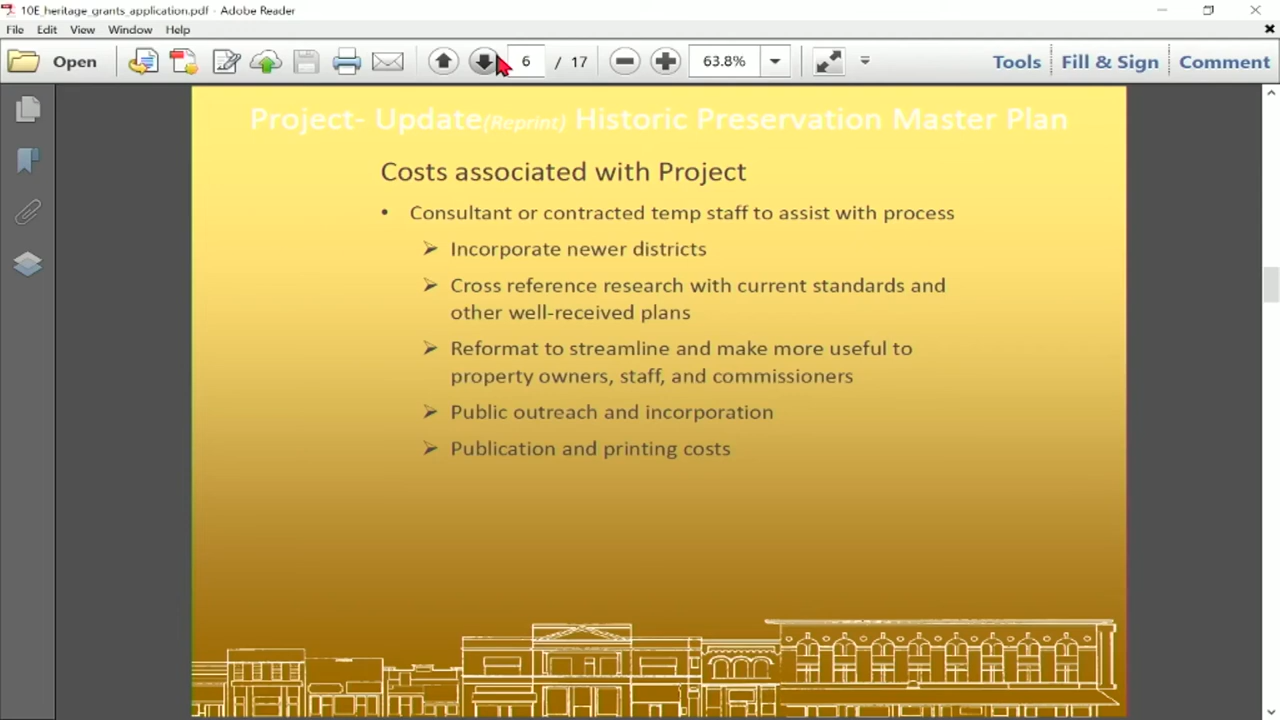 10E_heritage_grants_application.pdf - Adobe Reader
File Edit View Window Help
Open 6 / 17 63.8% Tools Fill & Sign Comment
Project- Update(Reprint) Historic Preservation Master Plan
Costs associated with Project
• Consultant or contracted temp staff to assist with process
➢ Incorporate newer districts
➢ Cross reference research with current standards and
other well-received plans
➢ Reformat to streamline and make more useful to
property owners, staff, and commissioners
➢ Public outreach and incorporation
➢ Publication and printing costs